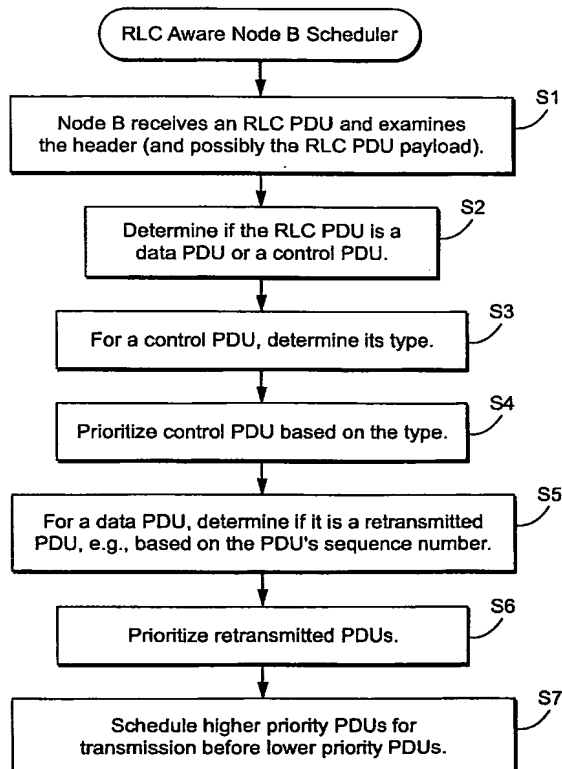 RLC Aware Node B Scheduler
S1
Node B receives an RLC PDU and examines
the header (and possibly the RLC PDU payload).
S2
Determine if the RLC PDU is a
data PDU or a control PDU.
S3
For a control PDU, determine its type.
S4
Prioritize control PDU based on the type.
S5
For a data PDU, determine if it is a retransmitted
PDU, e.g., based on the PDU's sequence number.
S6
Prioritize retransmitted PDUs.
S7
Schedule higher priority PDUs for
transmission before lower priority PDUs.